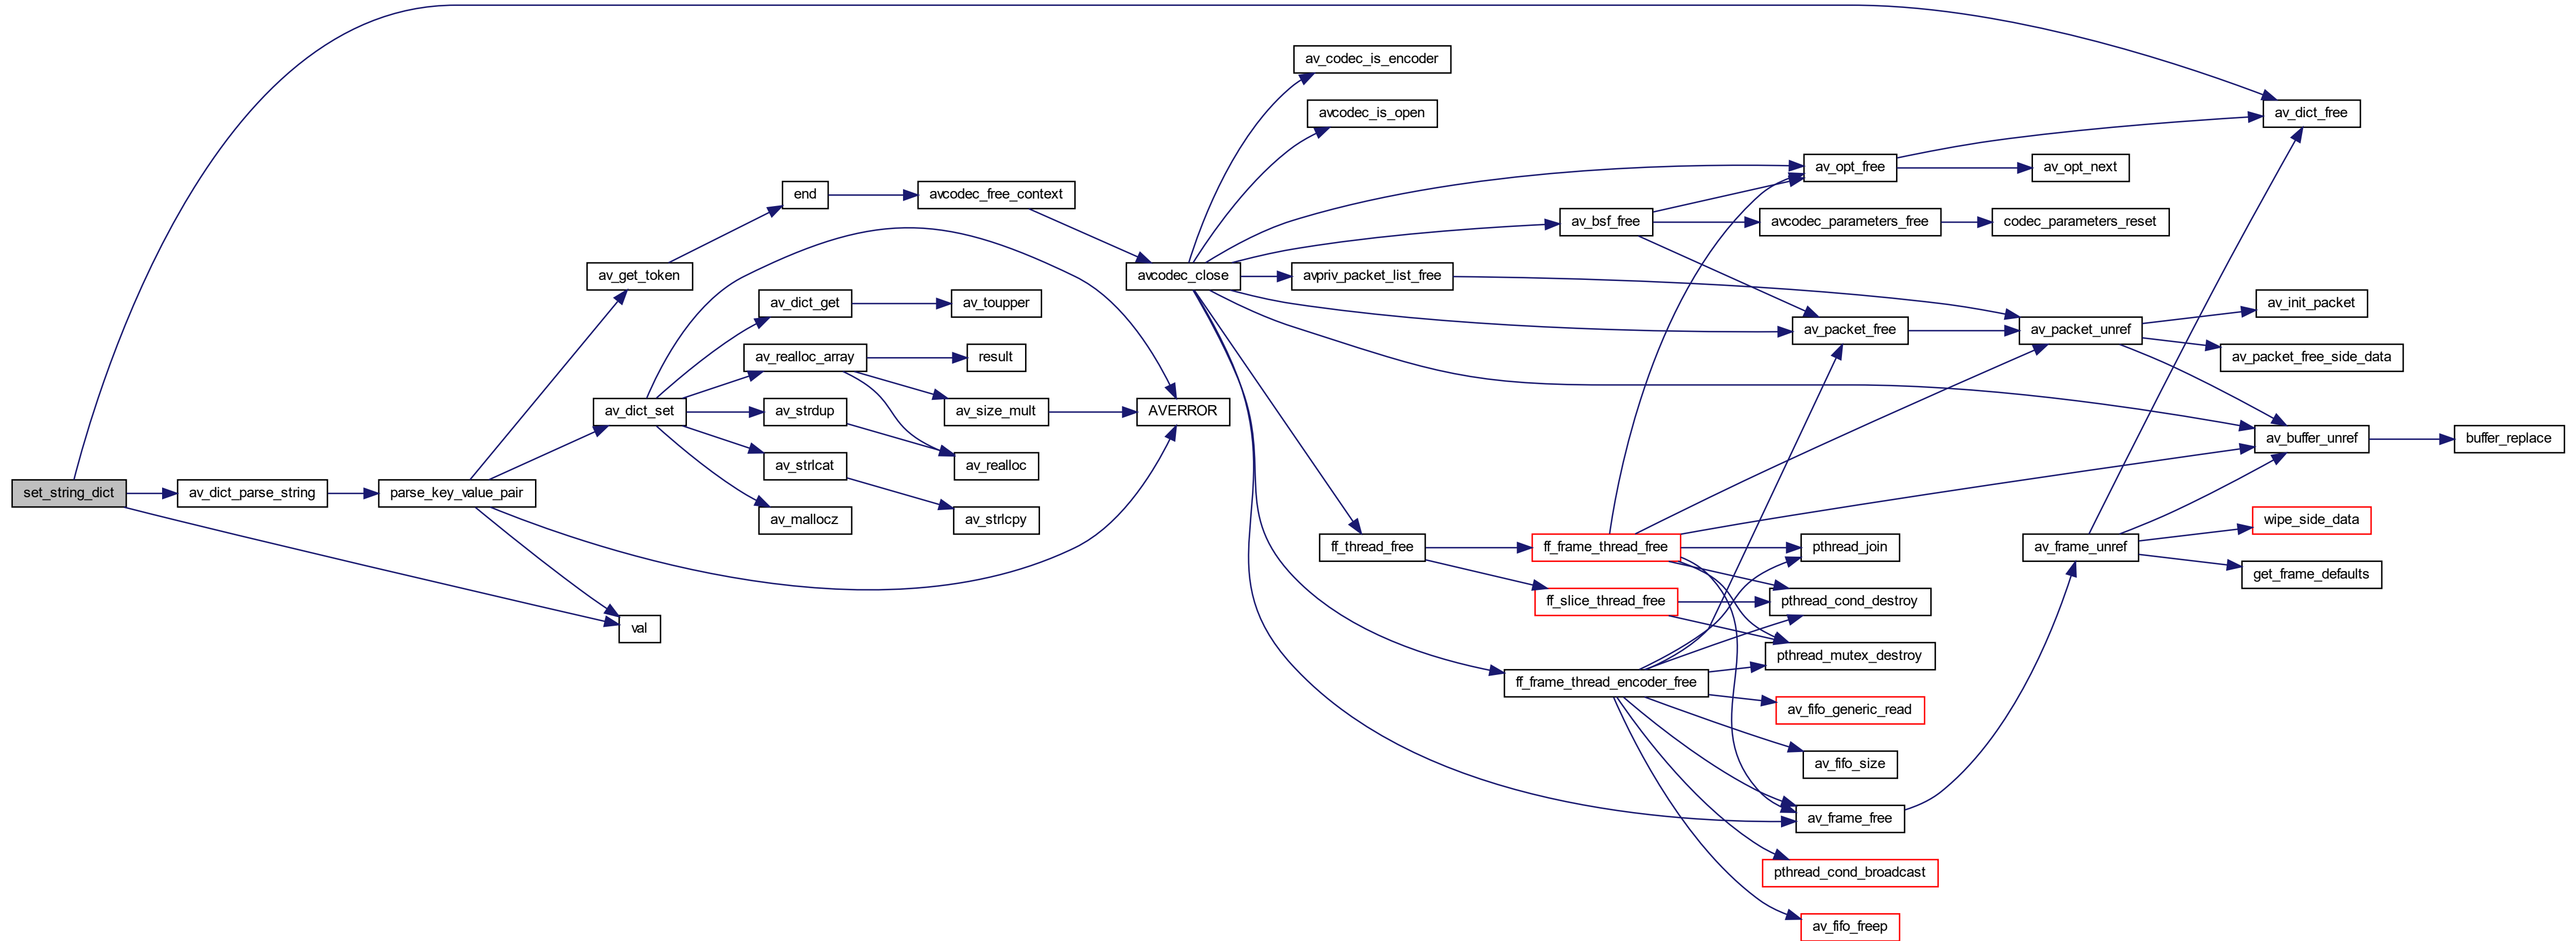 set_string_dict
av_dict_parse_string
parse_key_value_pair
av_get_token
av_dict_set
val
end
av_dict_get
av_realloc_array
av_strdup
av_strlcat
av_mallocz
avcodec_free_context
av_toupper
result
av_size_mult
av_realloc
av_strlcpy
avcodec_close
AVERROR
av_codec_is_encoder
avcodec_is_open
avpriv_packet_list_free
ff_thread_free
av_bsf_free
ff_frame_thread_free
ff_slice_thread_free
ff_frame_thread_encoder_free
av_opt_free
avcodec_parameters_free
av_packet_free
pthread_join
pthread_cond_destroy
pthread_mutex_destroy
av_fifo_generic_read
av_fifo_size
av_frame_free
pthread_cond_broadcast
av_fifo_freep
av_opt_next
codec_parameters_reset
av_packet_unref
av_frame_unref
av_dict_free
av_init_packet
av_packet_free_side_data
av_buffer_unref
wipe_side_data
get_frame_defaults
buffer_replace